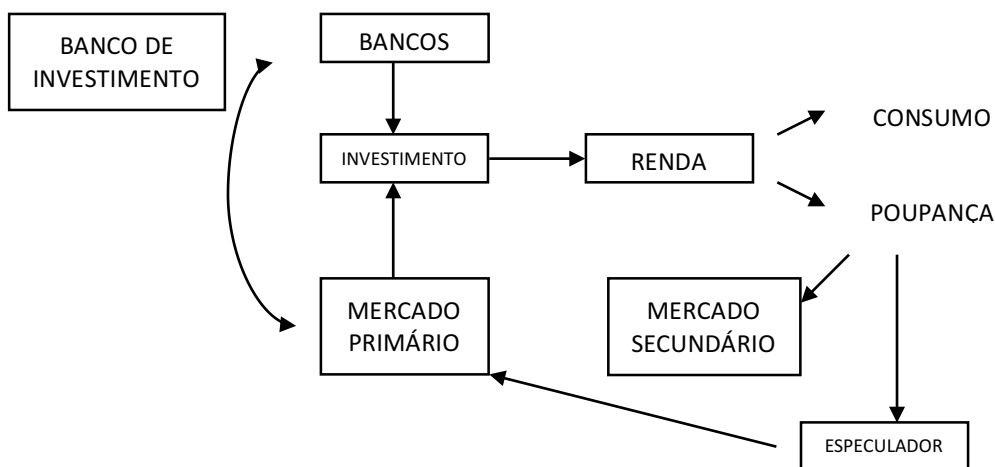 BANCO DE
INVESTIMENTO
BANCOS
INVESTIMENTO
RENDA
CONSUMO
POUPANÇA
MERCADO
PRIMÁRIO
MERCADO
SECUNDÁRIO
ESPECULADOR